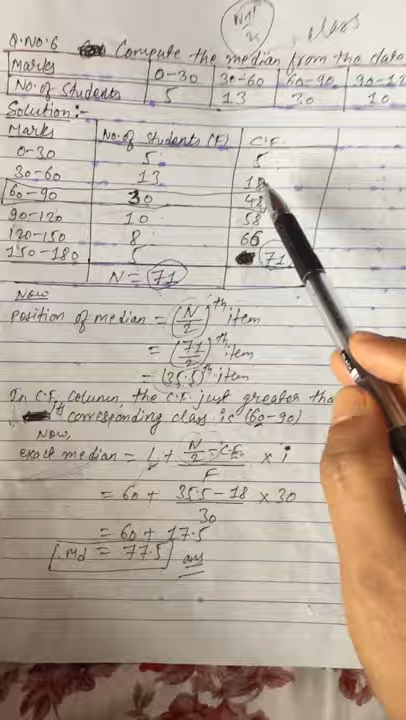 Q.No.6 Compute the median from the data
Marks 0-30 30-60 60-90 90-12
No. of students 5 13 30 10
Solution:-
Marks No. of students (F) C.F.
0-30 5 5
30-60 13 18
60-90 30 48
90-120 10 58
120-150 8 66
150-180 5 71
N = 71
Now
Position of median = (N/2)th item
= (71/2)th item
= (35.5)th item
In C.F. column, the C.F just greater tha
corresponding class is (60-90)
Now,
exact median = L + N/2 - C.F. / F × i
= 60 + 35.5 - 18 / 30 × 30
= 60 + 17.5
Md = 77.5 ans